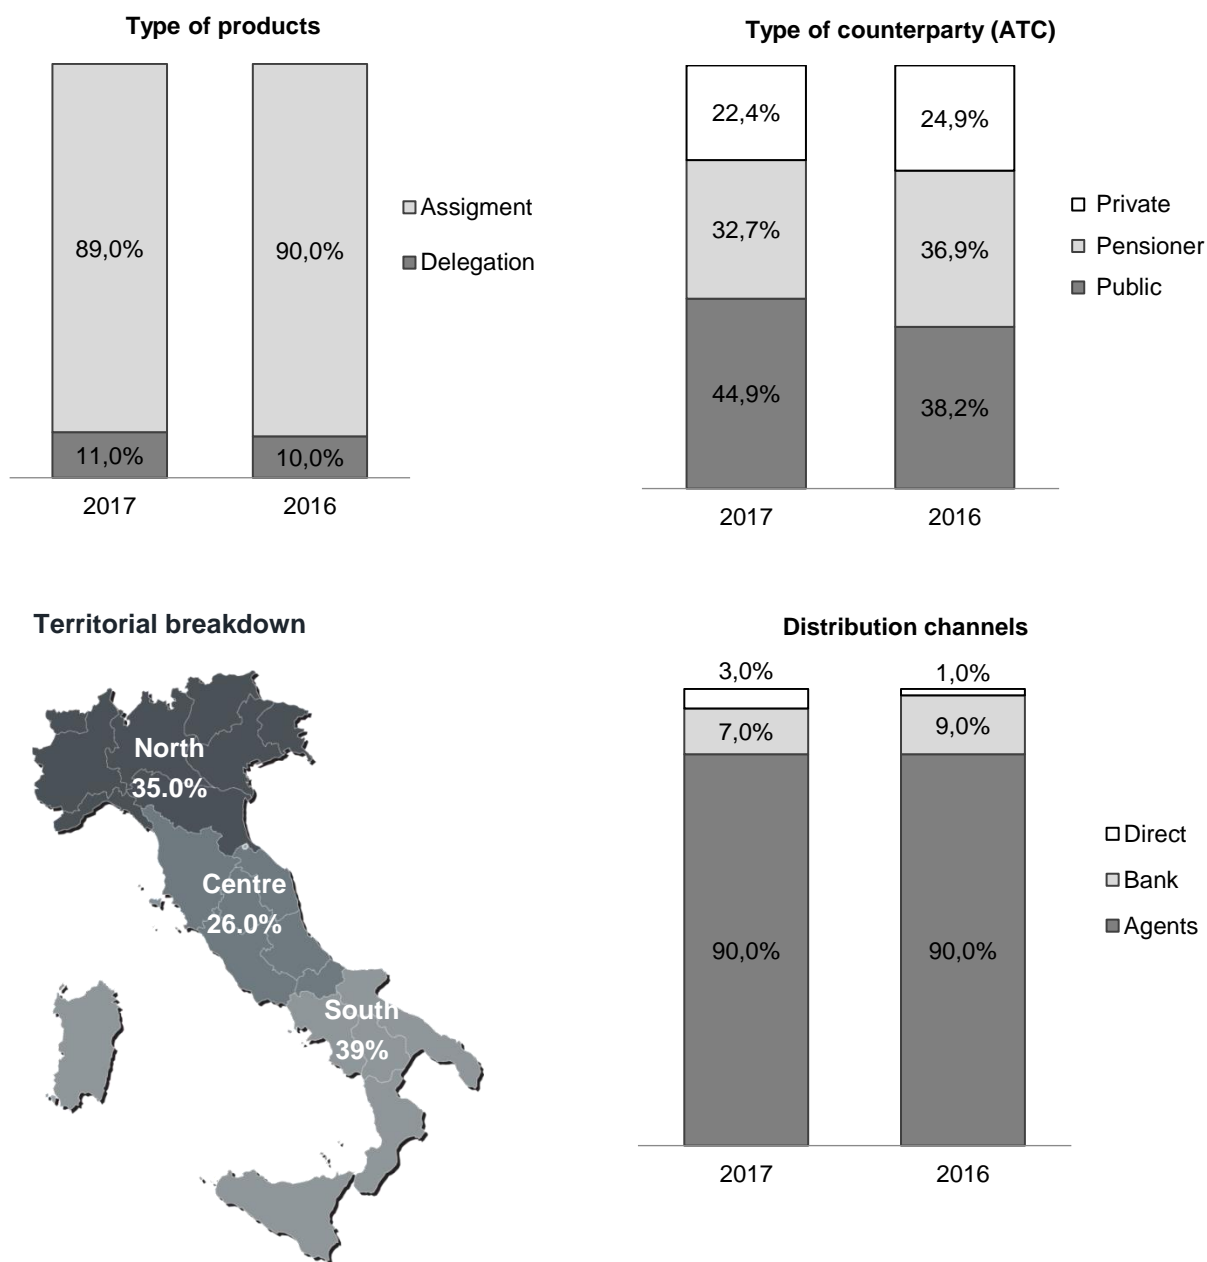 Type of products
89,0%
90,0%
11,0%
10,0%
2017
2016
Assigment
Delegation
Type of counterparty (ATC)
22,4%
24,9%
32,7%
36,9%
44,9%
38,2%
2017
2016
Private
Pensioner
Public
Territorial breakdown
North
35.0%
Centre
26.0%
South
39%
Distribution channels
3,0%
1,0%
7,0%
9,0%
90,0%
90,0%
2017
2016
Direct
Bank
Agents